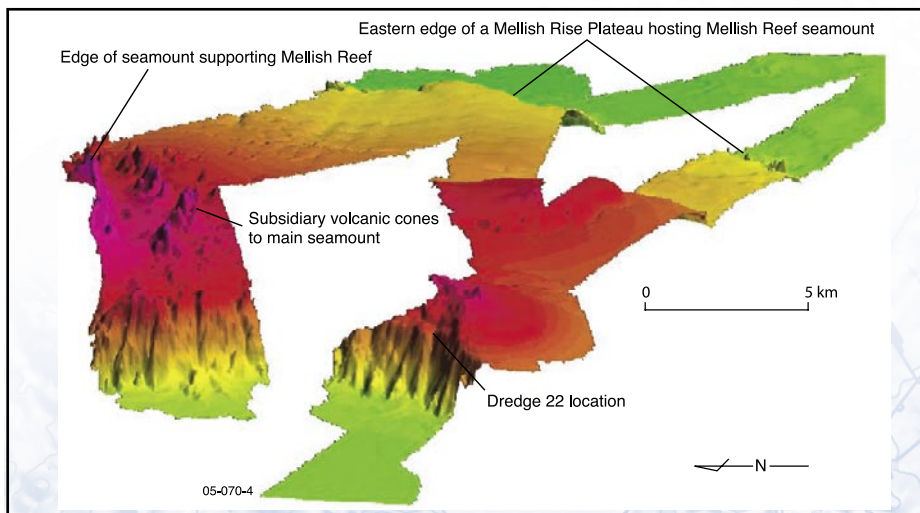 Eastern edge of a Mellish Rise Plateau hosting Mellish Reef seamount
Edge of seamount supporting Mellish Reef
Subsidiary volcanic cones
to main seamount
0
5 km
Dredge 22 location
N
05-070-4